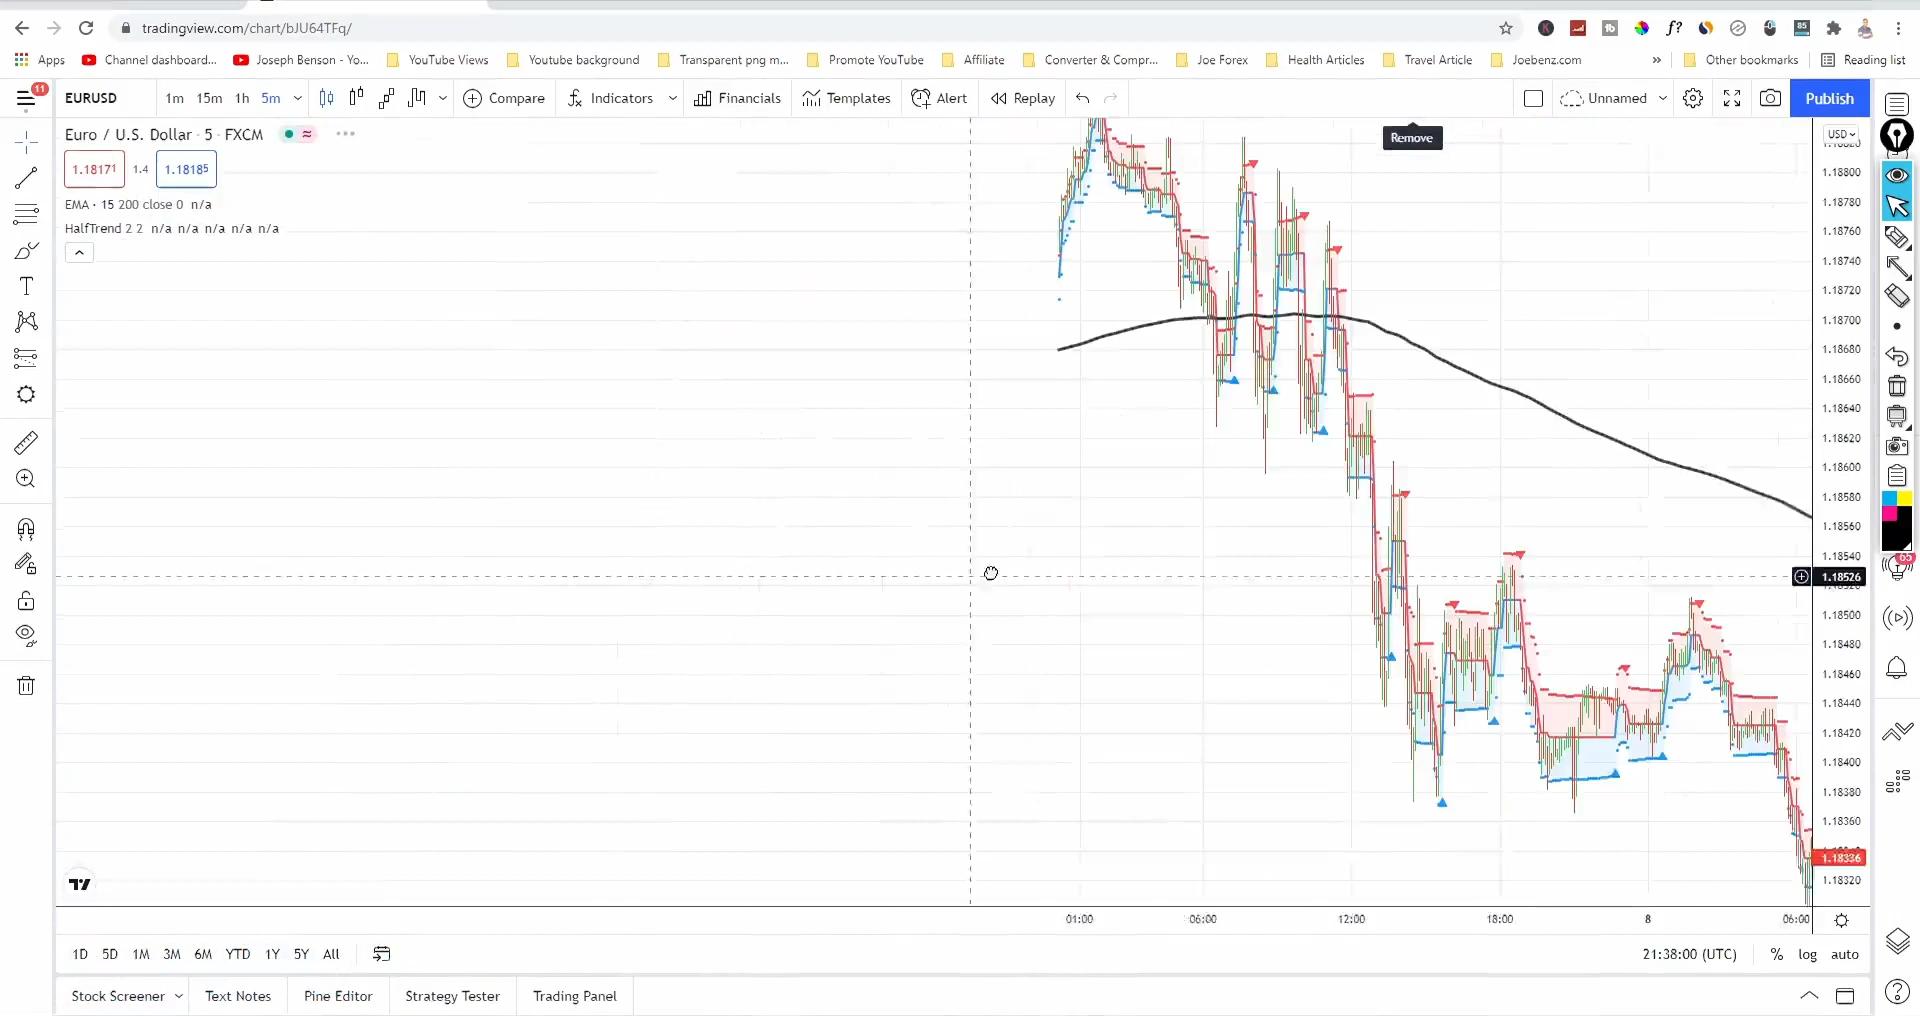 tradingview.com/chart/bJU64TFq/
Apps Channel dashboard... Joseph Benson - Yo... YouTube Views Youtube background Transparent png m... Promote YouTube Affiliate Converter & Compr... Joe Forex Health Articles Travel Article Joebenz.com » Other bookmarks Reading list
11 EURUSD 1m 15m 1h 5m Compare Indicators Financials Templates Alert Replay Unnamed Publish
Remove
Euro / U.S. Dollar · 5 · FXCM
USD
1.18171 1.4 1.18185
EMA · 15 200 close 0 n/a
HalfTrend 2 2 n/a n/a n/a n/a n/a
1.18800
1.18780
1.18760
1.18740
1.18720
1.18700
1.18680
1.18660
1.18640
1.18620
1.18600
1.18580
1.18560
1.18540
1.18526
1.18500
1.18480
1.18460
1.18440
1.18420
1.18400
1.18380
1.18360
1.18336
1.18320
01:00 06:00 12:00 18:00 8 06:00
1D 5D 1M 3M 6M YTD 1Y 5Y All 21:38:00 (UTC) % log auto
Stock Screener Text Notes Pine Editor Strategy Tester Trading Panel